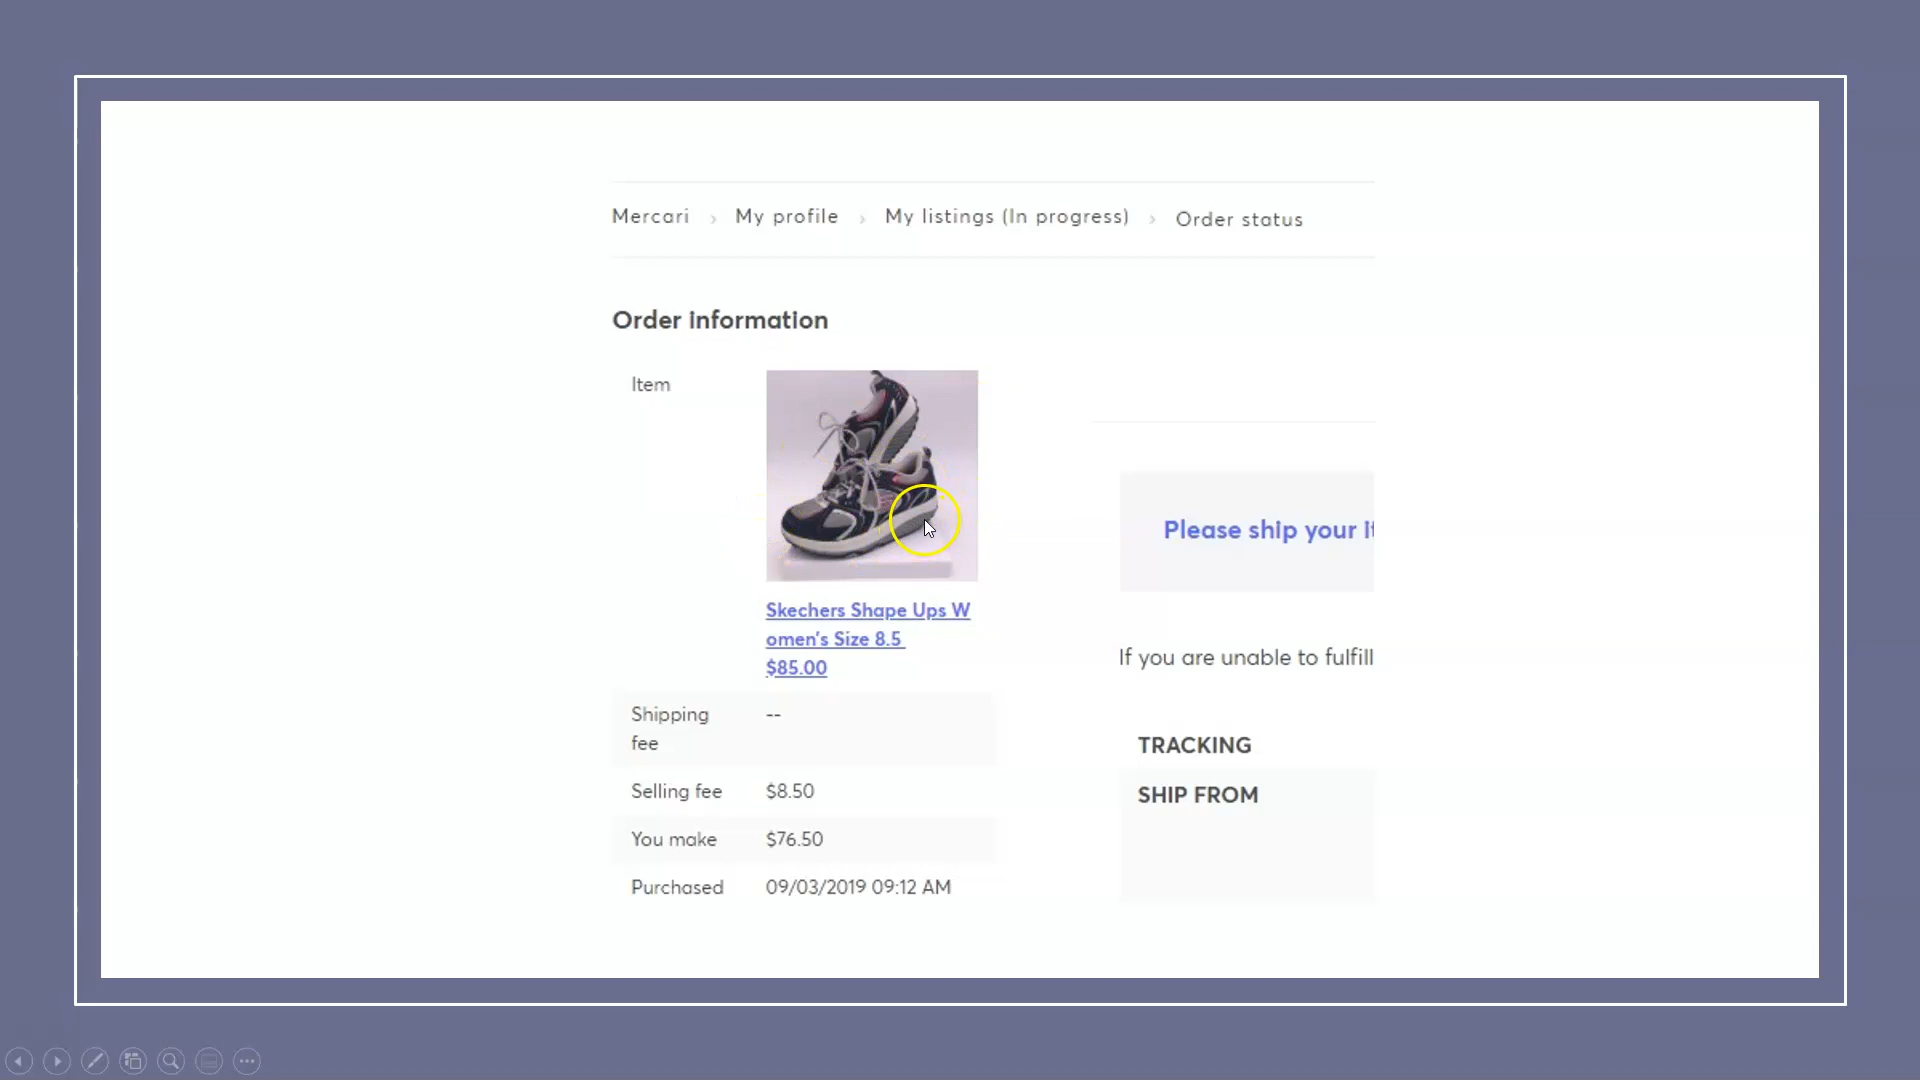 Mercari › My profile › My listings (In progress) › Order status
Order information
Item
Skechers Shape Ups W
omen's Size 8.5
$85.00
Shipping
fee
--
Selling fee $8.50
You make $76.50
Purchased 09/03/2019 09:12 AM
Please ship your it
If you are unable to fulfill
TRACKING
SHIP FROM